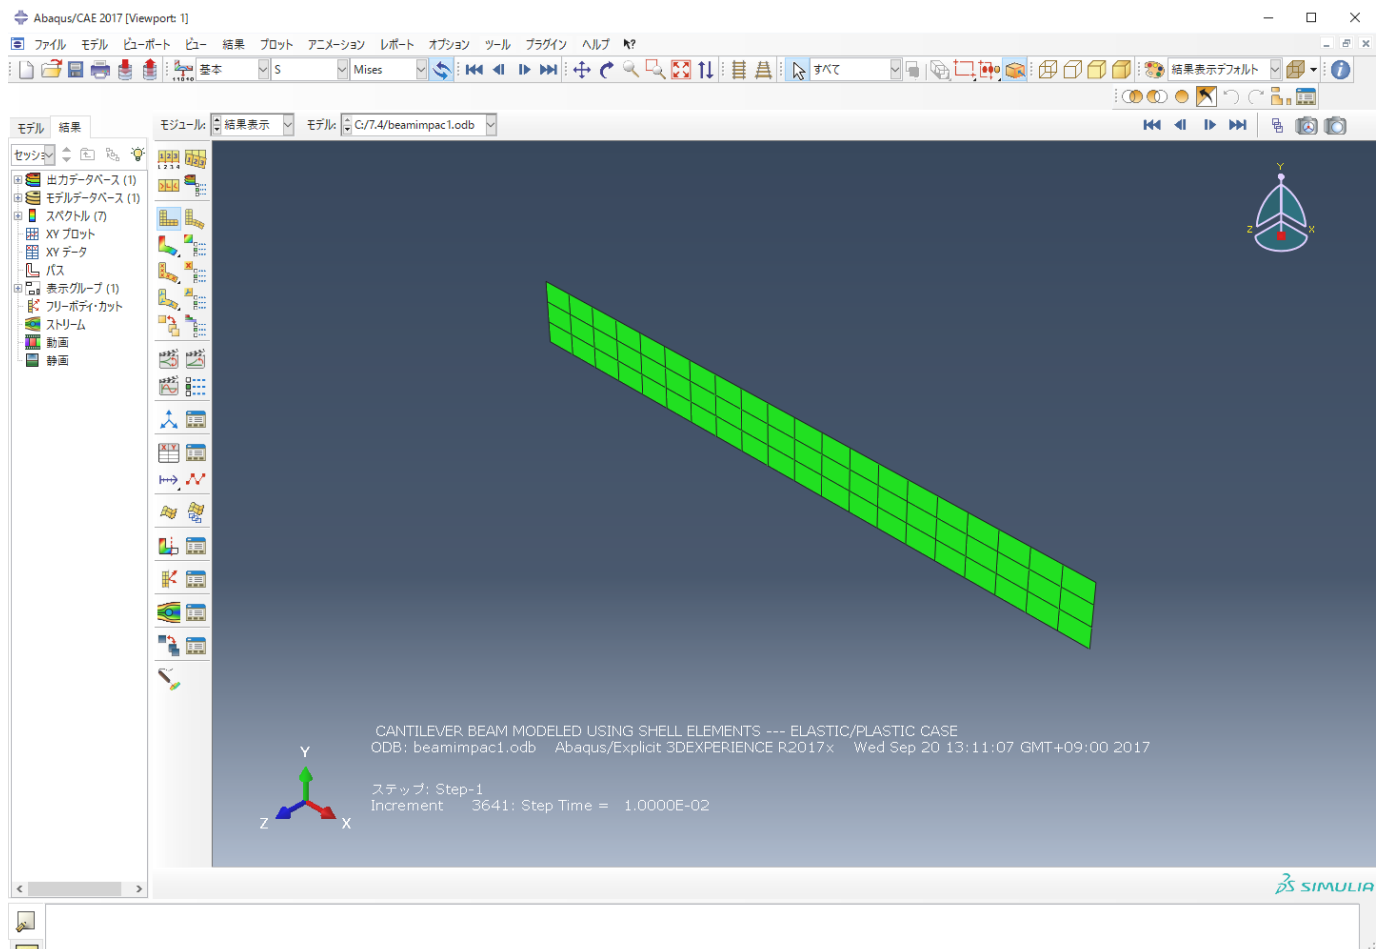 Abaqus/CAE 2017 [Viewport: 1]
ファイル モデル ビューポート ビュー 結果 プロット アニメーション レポート オプション ツール プラグイン ヘルプ
基本 S Mises すべて 結果表示デフォルト
モデル 結果 モジュール: 結果表示 モデル: C:/7.4/beamimpac1.odb
セッショ
出力データベース (1)
モデルデータベース (1)
スペクトル (7)
XY プロット
XY データ
パス
表示グループ (1)
フリーボディ・カット
ストリーム
動画
静画
Y
Z X
CANTILEVER BEAM MODELED USING SHELL ELEMENTS --- ELASTIC/PLASTIC CASE
ODB: beamimpac1.odb Abaqus/Explicit 3DEXPERIENCE R2017x Wed Sep 20 13:11:07 GMT+09:00 2017
ステップ: Step-1
Increment 3641: Step Time = 1.0000E-02
Y
Z X
SIMULIA